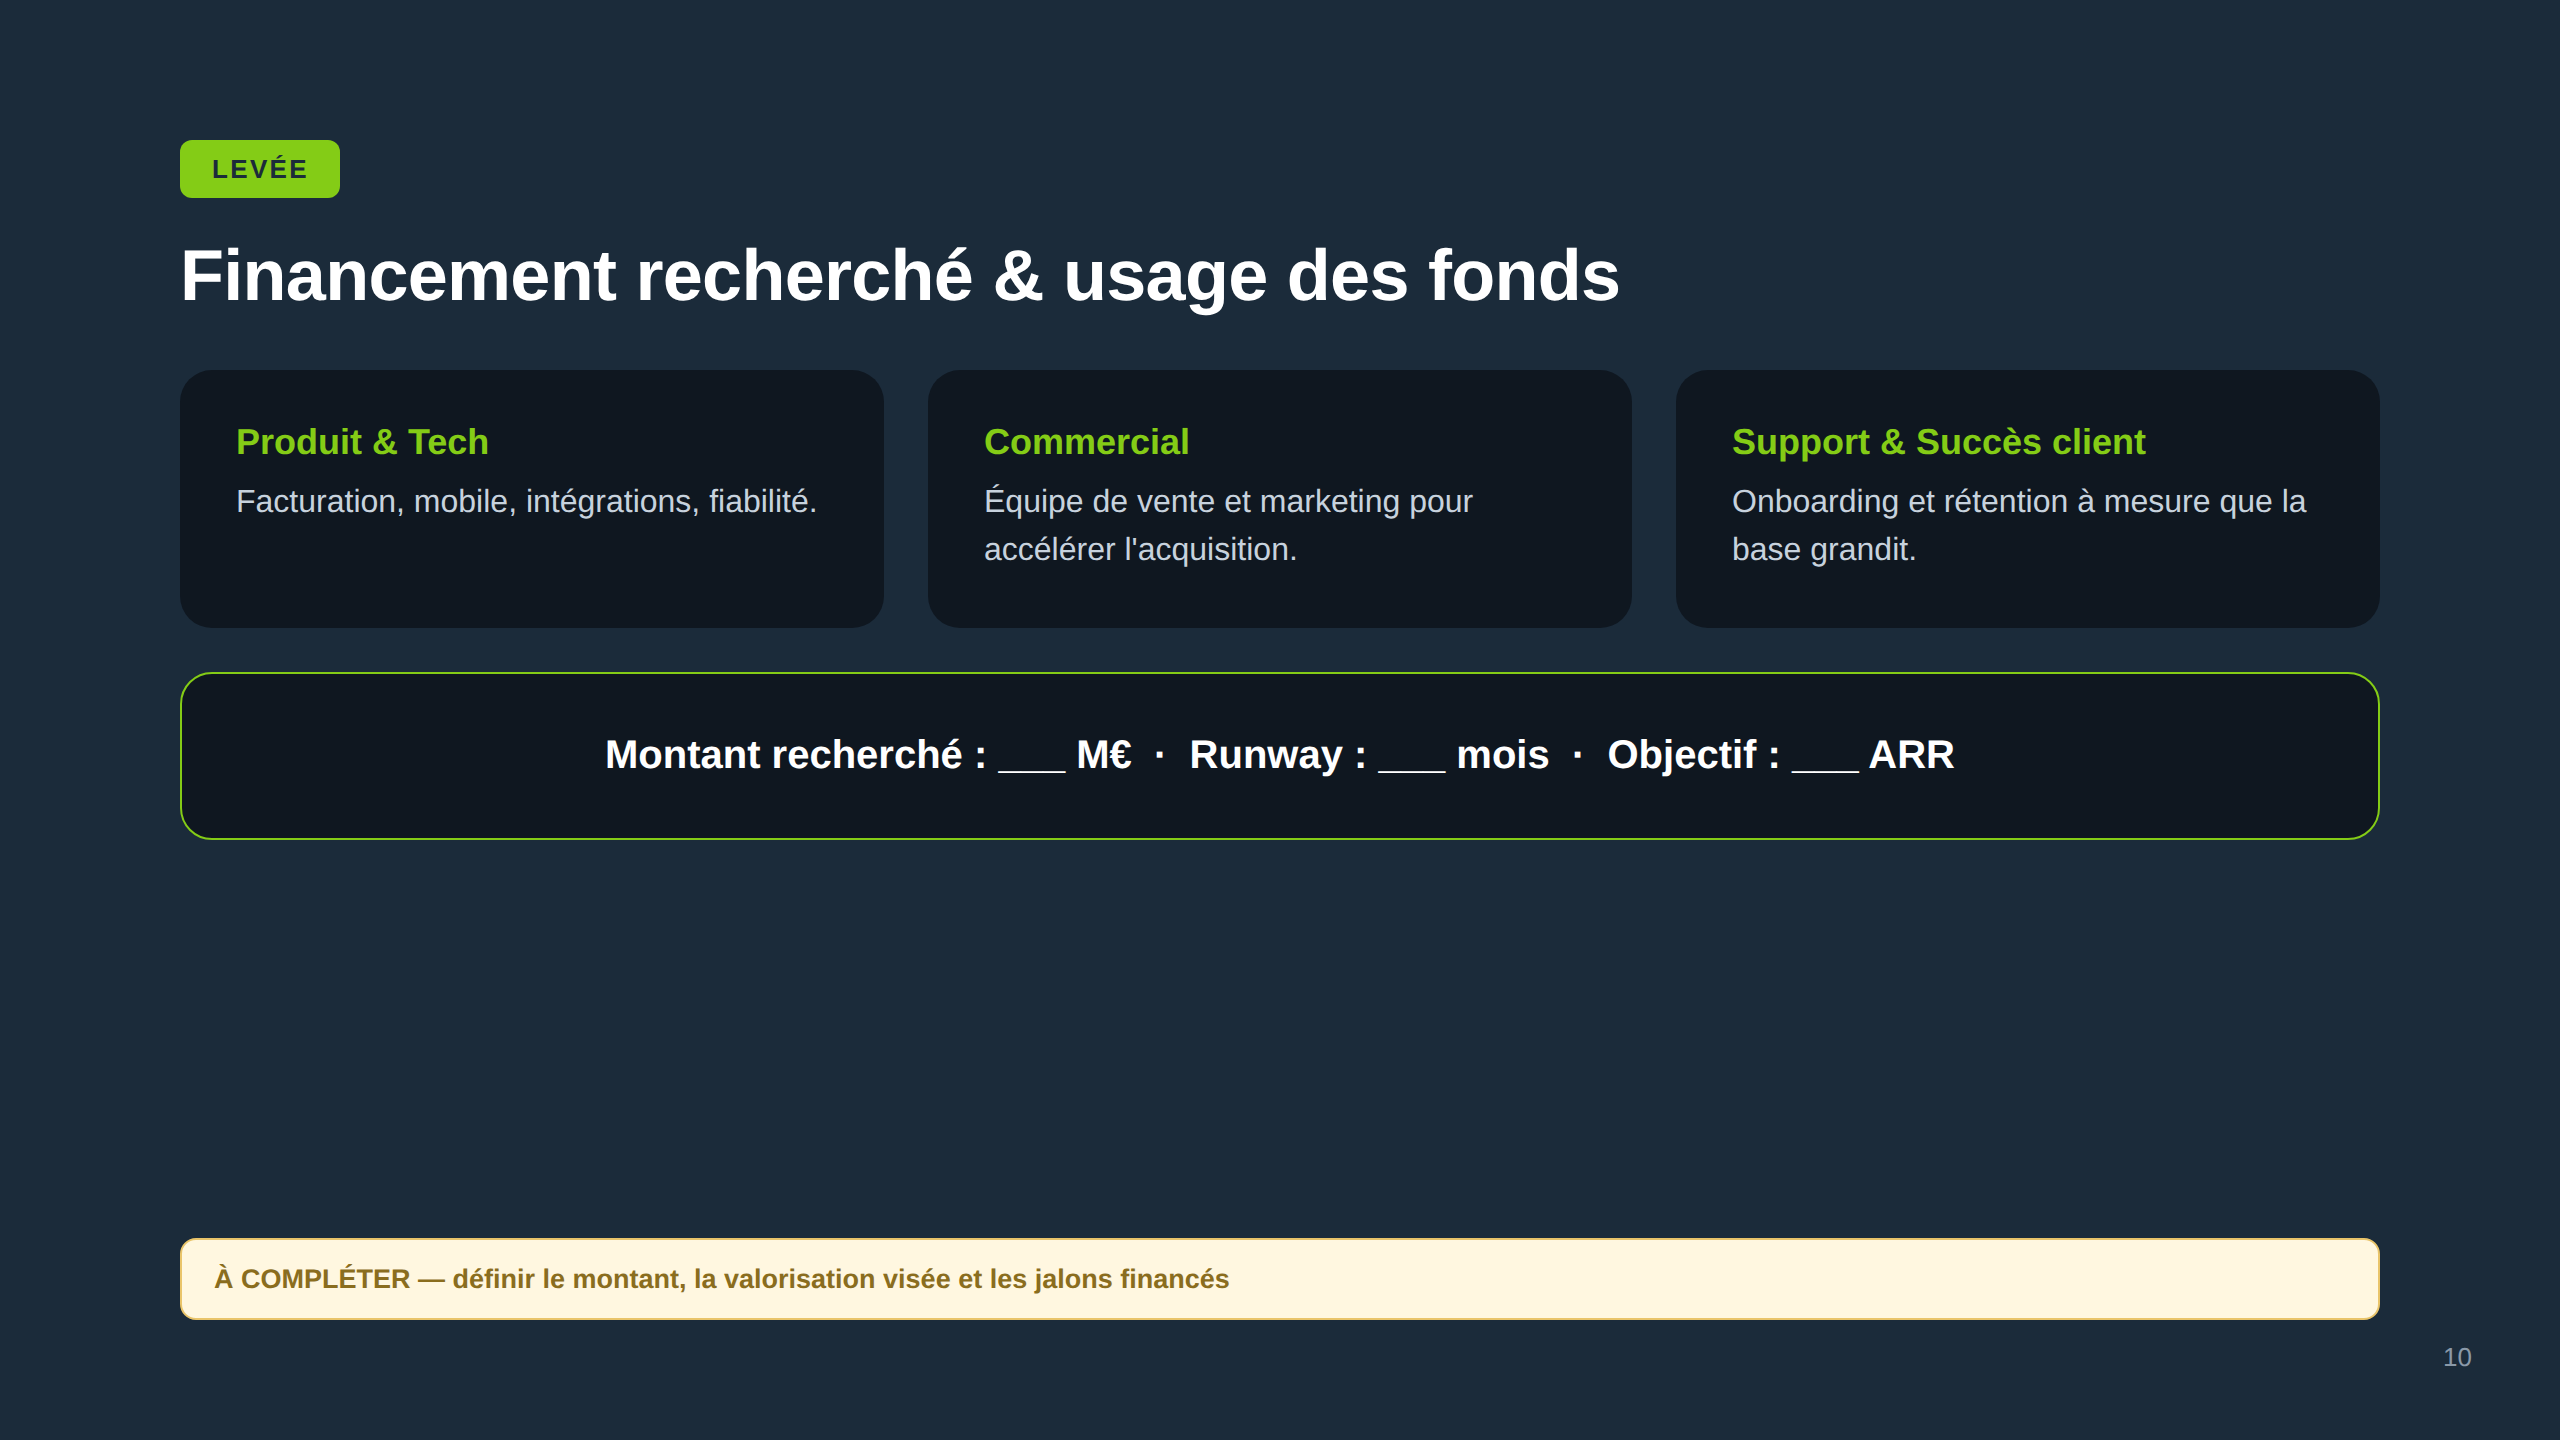 LEVÉE
Financement recherché & usage des fonds
Produit & Tech
Facturation, mobile, intégrations, fiabilité.
Commercial
Équipe de vente et marketing pour
accélérer l'acquisition.
Support & Succès client
Onboarding et rétention à mesure que la
base grandit.
Montant recherché : ___ M€ · Runway : ___ mois · Objectif : ___ ARR
À COMPLÉTER — définir le montant, la valorisation visée et les jalons financés
10